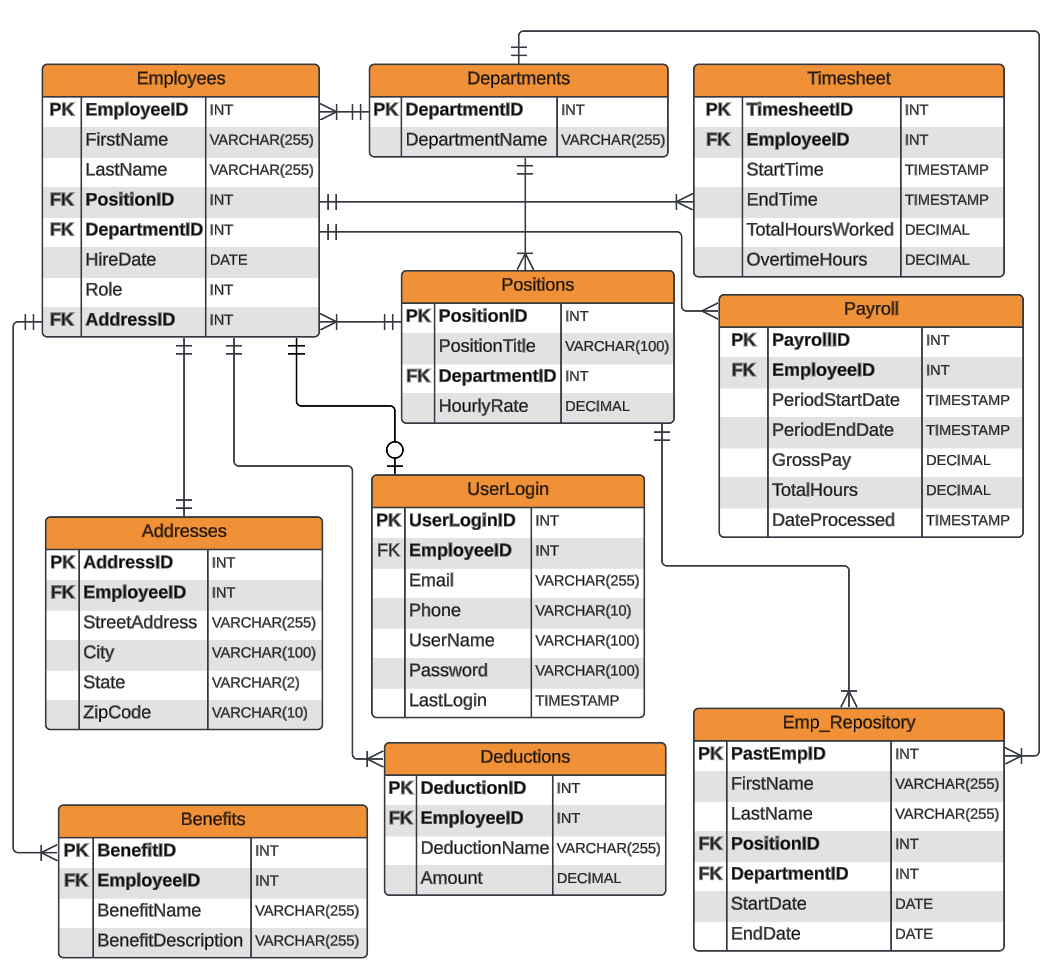 Employees
PK EmployeeID INT
FirstName VARCHAR(255)
LastName VARCHAR(255)
FK PositionID INT
FK DepartmentID INT
HireDate DATE
Role INT
FK AddressID INT
Departments
PK DepartmentID INT
DepartmentName VARCHAR(255)
Timesheet
PK TimesheetID INT
FK EmployeeID INT
StartTime TIMESTAMP
EndTime TIMESTAMP
TotalHoursWorked DECIMAL
OvertimeHours DECIMAL
Positions
PK PositionID INT
PositionTitle VARCHAR(100)
FK DepartmentID INT
HourlyRate DECIMAL
Payroll
PK PayrollID INT
FK EmployeeID INT
PeriodStartDate TIMESTAMP
PeriodEndDate TIMESTAMP
GrossPay DECIMAL
TotalHours DECIMAL
DateProcessed TIMESTAMP
Addresses
PK AddressID INT
FK EmployeeID INT
StreetAddress VARCHAR(255)
City VARCHAR(100)
State VARCHAR(2)
ZipCode VARCHAR(10)
UserLogin
PK UserLoginID INT
FK EmployeeID INT
Email VARCHAR(255)
Phone VARCHAR(10)
UserName VARCHAR(100)
Password VARCHAR(100)
LastLogin TIMESTAMP
Emp_Repository
PK PastEmpID INT
FirstName VARCHAR(255)
LastName VARCHAR(255)
FK PositionID INT
FK DepartmentID INT
StartDate DATE
EndDate DATE
Deductions
PK DeductionID INT
FK EmployeeID INT
DeductionName VARCHAR(255)
Amount DECIMAL
Benefits
PK BenefitID INT
FK EmployeeID INT
BenefitName VARCHAR(255)
BenefitDescription VARCHAR(255)